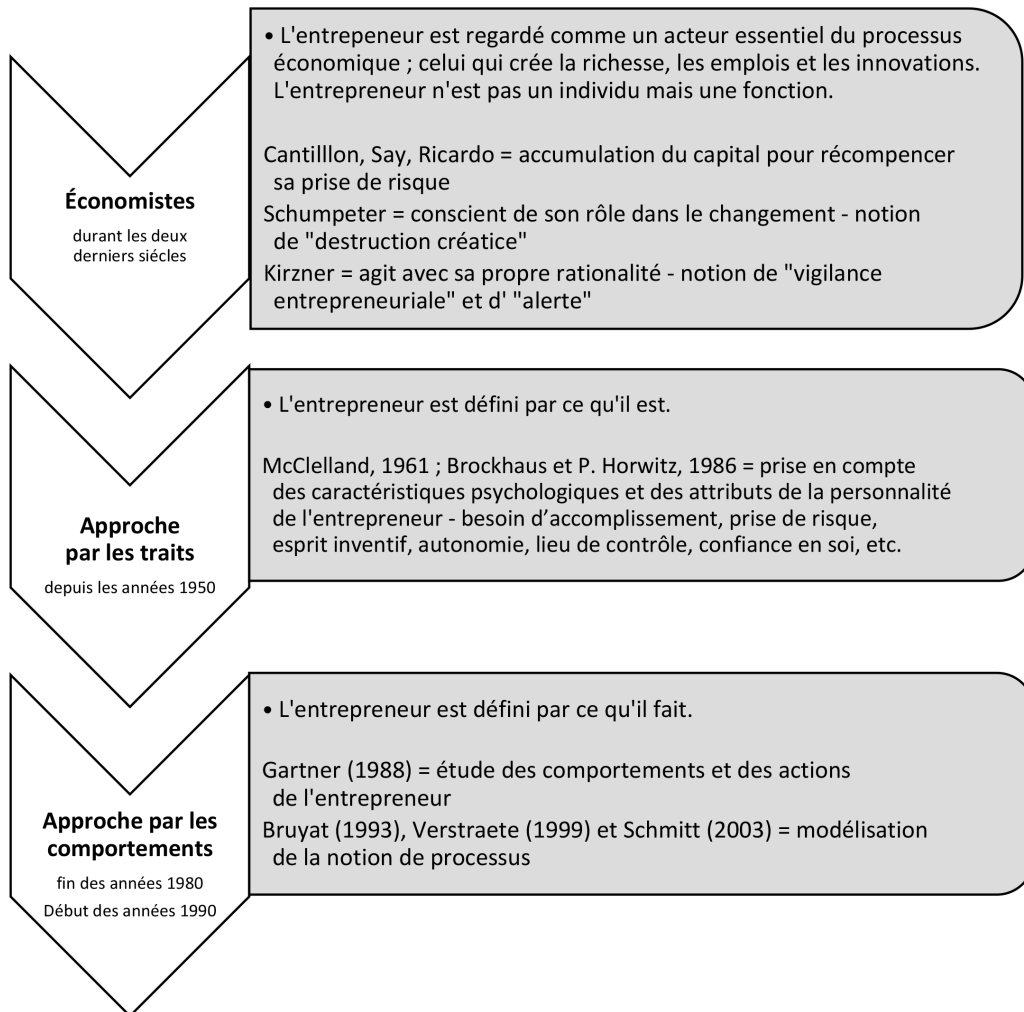 • L'entrepeneur est regardé comme un acteur essentiel du processus
économique ; celui qui crée la richesse, les emplois et les innovations.
L'entrepreneur n'est pas un individu mais une fonction.
Cantilllon, Say, Ricardo = accumulation du capital pour récompencer
sa prise de risque
Schumpeter = conscient de son rôle dans le changement - notion
de "destruction créatice"
Kirzner = agit avec sa propre rationalité - notion de "vigilance
entrepreneuriale" et d' "alerte"
Économistes
durant les deux
derniers siécles
• L'entrepreneur est défini par ce qu'il est.
McClelland, 1961 ; Brockhaus et P. Horwitz, 1986 = prise en compte
des caractéristiques psychologiques et des attributs de la personnalité
de l'entrepreneur - besoin d’accomplissement, prise de risque,
esprit inventif, autonomie, lieu de contrôle, confiance en soi, etc.
Approche
par les traits
depuis les années 1950
• L'entrepreneur est défini par ce qu'il fait.
Gartner (1988) = étude des comportements et des actions
de l'entrepreneur
Bruyat (1993), Verstraete (1999) et Schmitt (2003) = modélisation
de la notion de processus
Approche par les
comportements
fin des années 1980
Début des années 1990